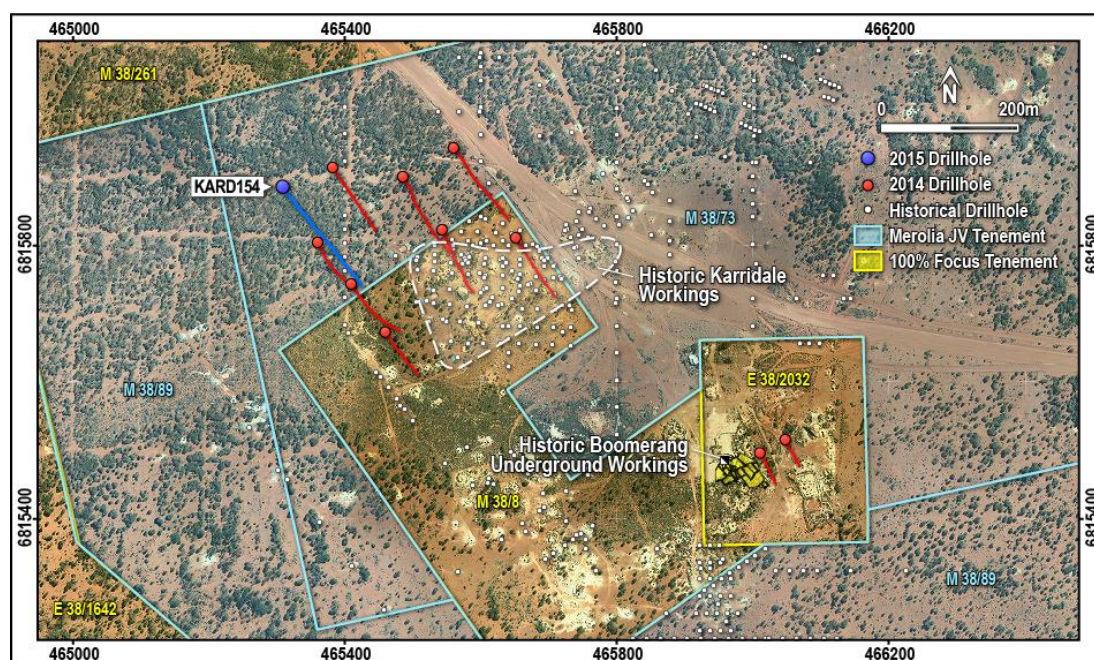 465000
465400
465800
466200
M 38/261
N
0
200m
2015 Drillhole
2014 Drillhole
Historical Drillhole
Merolia JV Tenement
100% Focus Tenement
KARD154
M 38/73
6815800
6815800
Historic Karridale
Workings
M 38/89
E 38/2032
Historic Boomerang
Underground Workings
M 38/8
6815400
6815400
M 38/89
E 38/1642
465000
465400
465800
466200